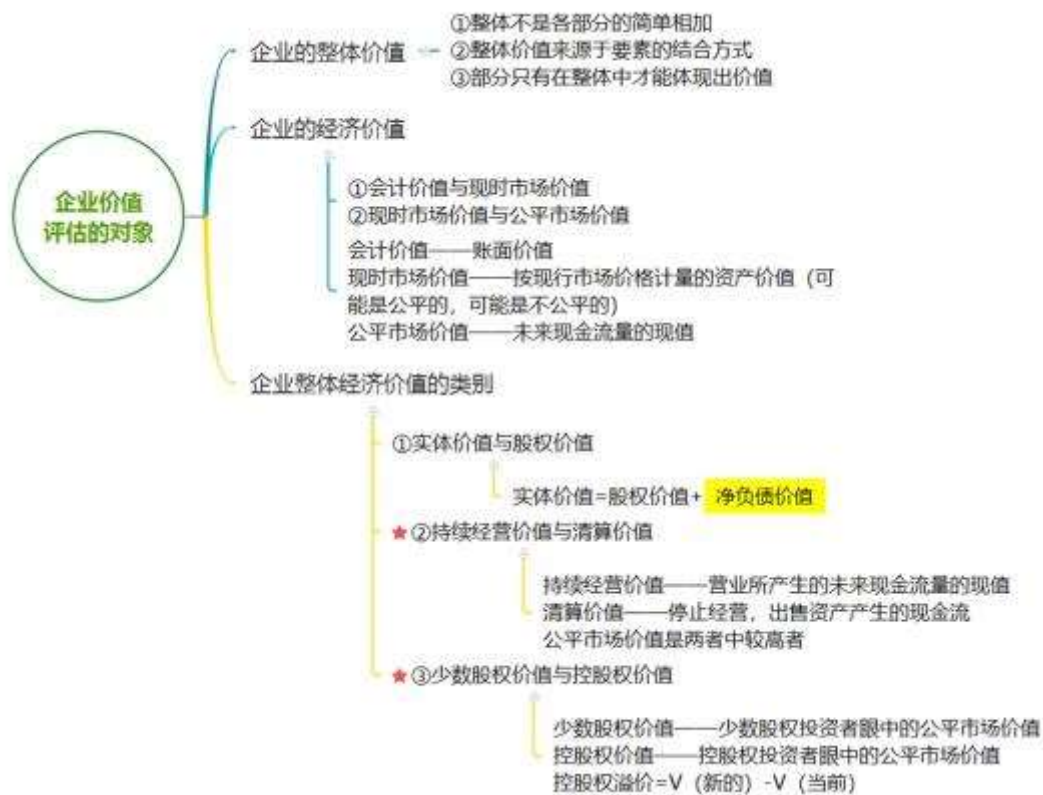 企业价值
评估的对象
企业的整体价值
①整体不是各部分的简单相加
②整体价值来源于要素的结合方式
③部分只有在整体中才能体现出价值
企业的经济价值
①会计价值与现时市场价值
②现时市场价值与公平市场价值
会计价值——账面价值
现时市场价值——按现行市场价格计量的资产价值（可
能是公平的，可能是不公平的）
公平市场价值——未来现金流量的现值
企业整体经济价值的类别
①实体价值与股权价值
实体价值=股权价值+ 净负债价值
★②持续经营价值与清算价值
持续经营价值——营业所产生的未来现金流量的现值
清算价值——停止经营，出售资产产生的现金流
公平市场价值是两者中较高者
★③少数股权价值与控股权价值
少数股权价值——少数股权投资者眼中的公平市场价值
控股权价值——控股权投资者眼中的公平市场价值
控股权溢价=V（新的）-V（当前）